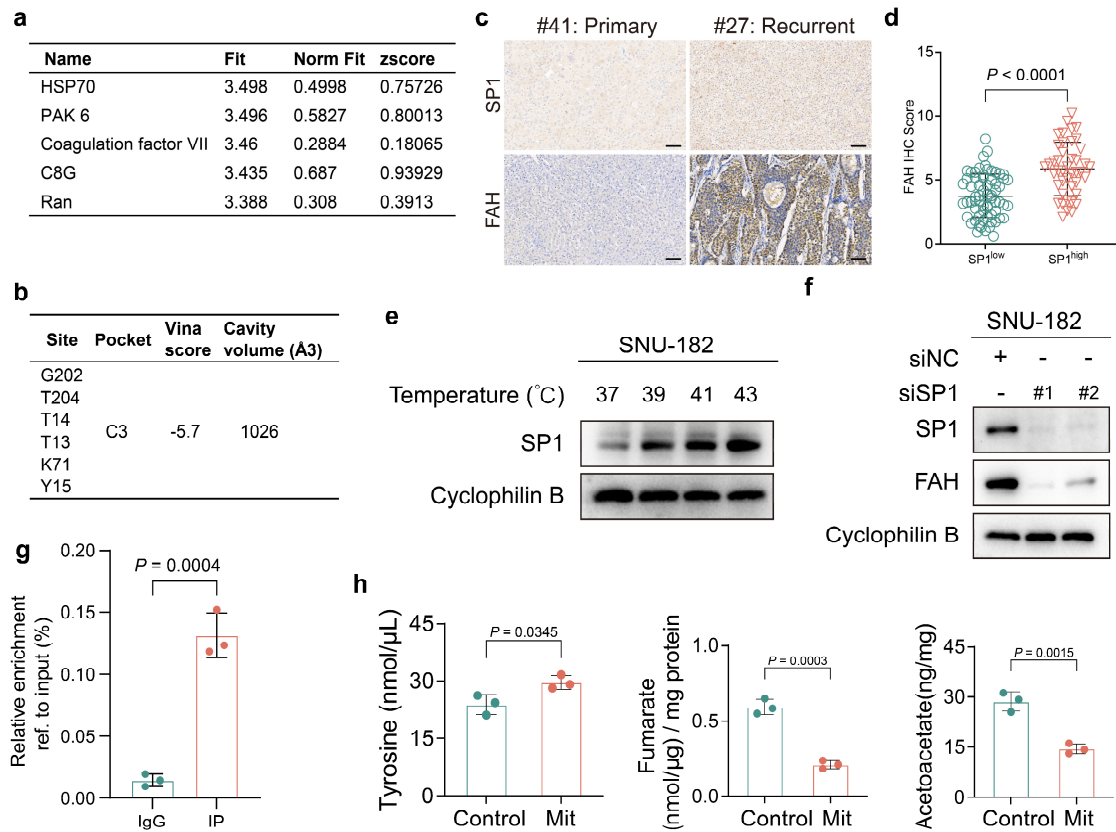 a
Name Fit Norm Fit zscore
HSP70 3.498 0.4998 0.75726
PAK 6 3.496 0.5827 0.80013
Coagulation factor VII 3.46 0.2884 0.18065
C8G 3.435 0.687 0.93929
Ran 3.388 0.308 0.3913
b
Site Pocket Vina score Cavity volume (Å3)
G202
T204
T14
T13
K71
Y15
C3 -5.7 1026
c
#41: Primary #27: Recurrent
SP1
FAH
d
FAH IHC Score
15
10
5
0
P < 0.0001
SP1low SP1high
e
SNU-182
Temperature (℃) 37 39 41 43
SP1
Cyclophilin B
f
SNU-182
siNC + - -
siSP1 - #1 #2
SP1
FAH
Cyclophilin B
g
Relative enrichment
ref. to input (%)
0.20
0.15
0.10
0.05
0.00
P = 0.0004
IgG IP
h
Tyrosine (nmol/μL)
45
30
15
0
P = 0.0345
Control Mit
Fumarate
(nmol/μg) / mg protein
1.0
0.5
0.0
P = 0.0003
Control Mit
Acetoacetate(ng/mg)
45
30
15
0
P = 0.0015
Control Mit